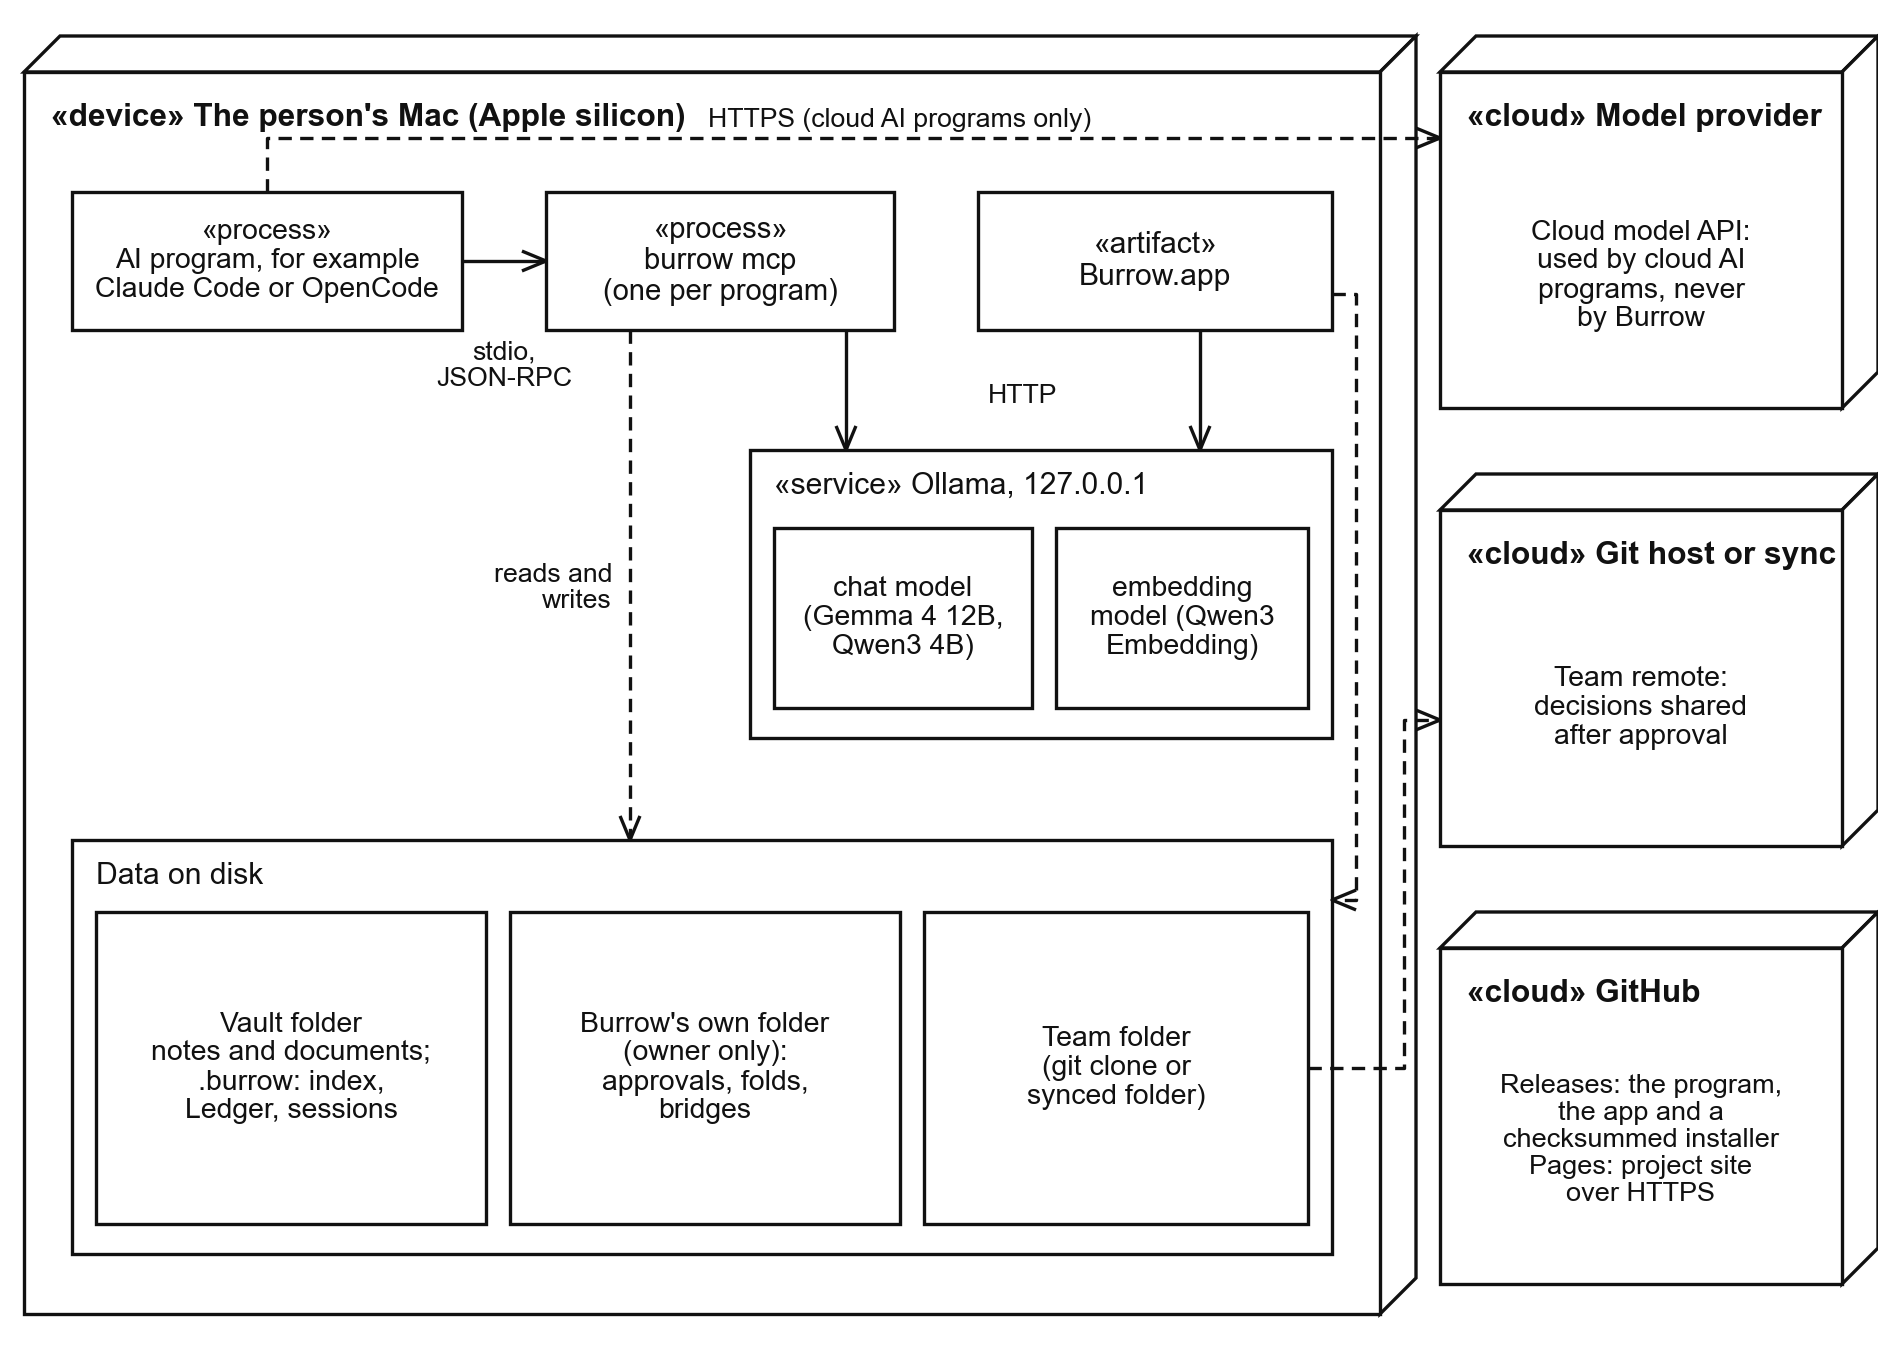 «device» The person's Mac (Apple silicon)
HTTPS (cloud AI programs only)
«process»
AI program, for example
Claude Code or OpenCode
«process»
burrow mcp
(one per program)
«artifact»
Burrow.app
stdio,
JSON-RPC
HTTP
reads and
writes
«service» Ollama, 127.0.0.1
chat model
(Gemma 4 12B,
Qwen3 4B)
embedding
model (Qwen3
Embedding)
Data on disk
Vault folder
notes and documents;
.burrow: index,
Ledger, sessions
Burrow's own folder
(owner only):
approvals, folds,
bridges
Team folder
(git clone or
synced folder)
«cloud» Model provider
Cloud model API:
used by cloud AI
programs, never
by Burrow
«cloud» Git host or sync
Team remote:
decisions shared
after approval
«cloud» GitHub
Releases: the program,
the app and a
checksummed installer
Pages: project site
over HTTPS